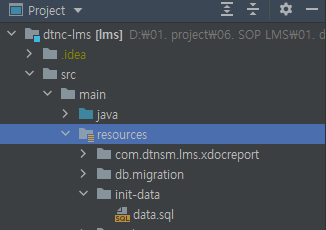 Project
dtnc-lms [lms] D:₩01. project₩06. SOP LMS₩01. d
.idea
src
main
java
resources
com.dtnsm.lms.xdocreport
db.migration
init-data
SQL data.sql